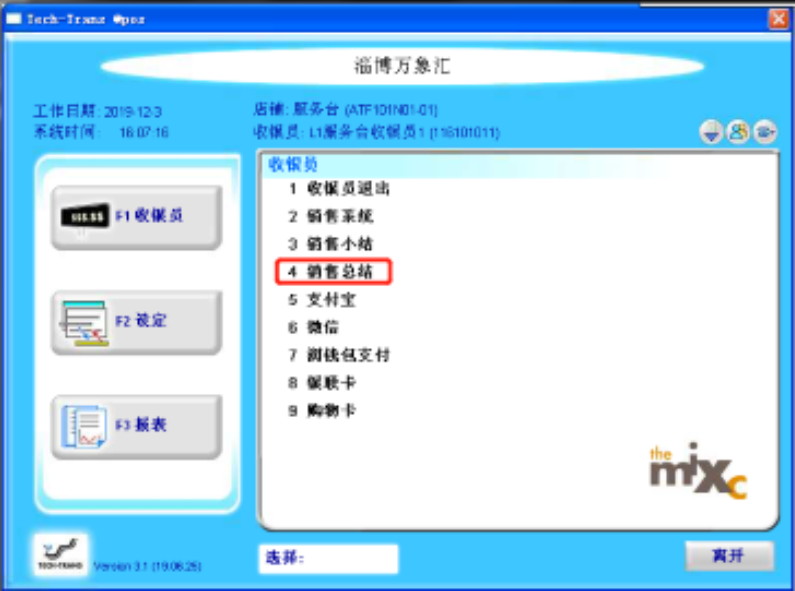 Tech-Trans @pos
淄博万象汇
工作日期: 2019-12-3
店铺: 服务台 (ATF101N01-01)
系统时间: 16:07:16
收银员: L1服务台收银员1 (116101011)
收银员
1 收银员退出
2 销售系统
3 销售小结
4 销售总结
5 支付宝
6 微信
7 润钱包支付
8 银联卡
9 购物卡
F1 收银员
F2 设定
F3 报表
the
mixc
TECH-TRANS
Version 3.1 (19.06.25)
选择:
离开